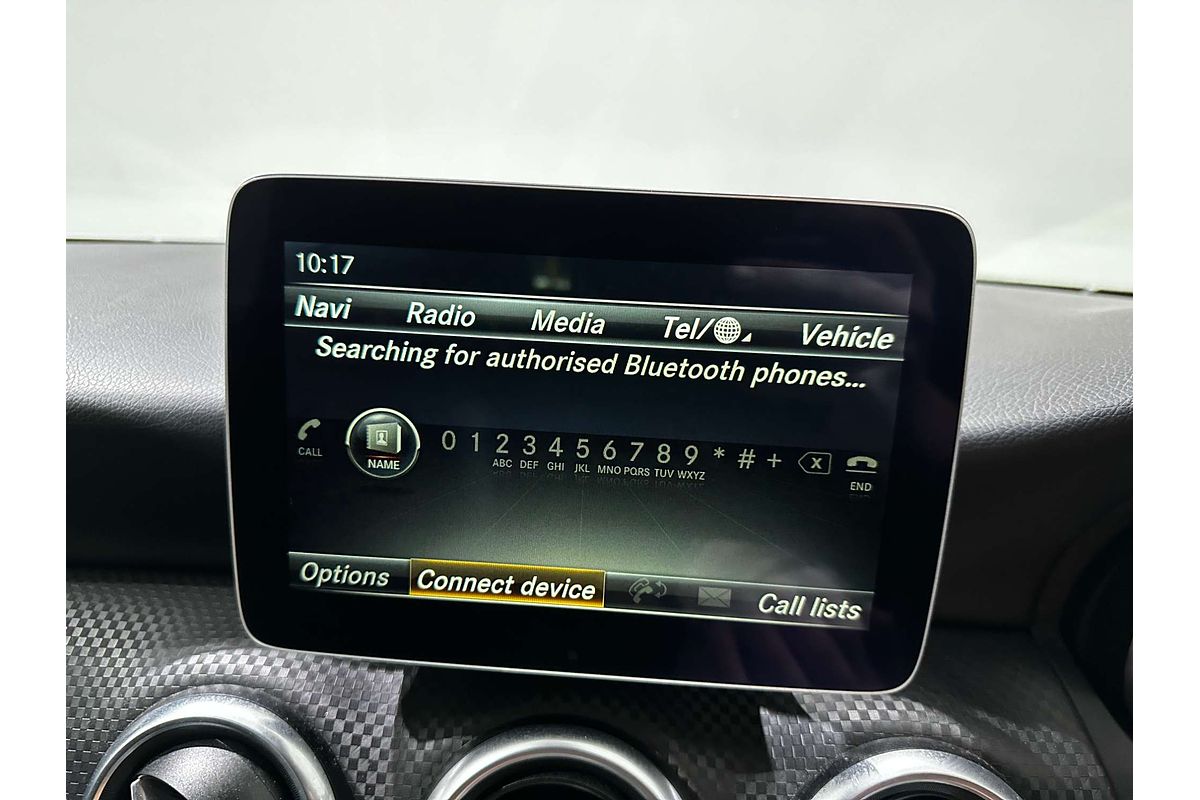 10:17
Navi Radio Media Tel/ Vehicle
Searching for authorised Bluetooth phones...
CALL NAME 0 1 2 3 4 5 6 7 8 9 * # + X END
ABC DEF GHI JKL MNO PQRS TUV WXYZ
Options Connect device Call lists